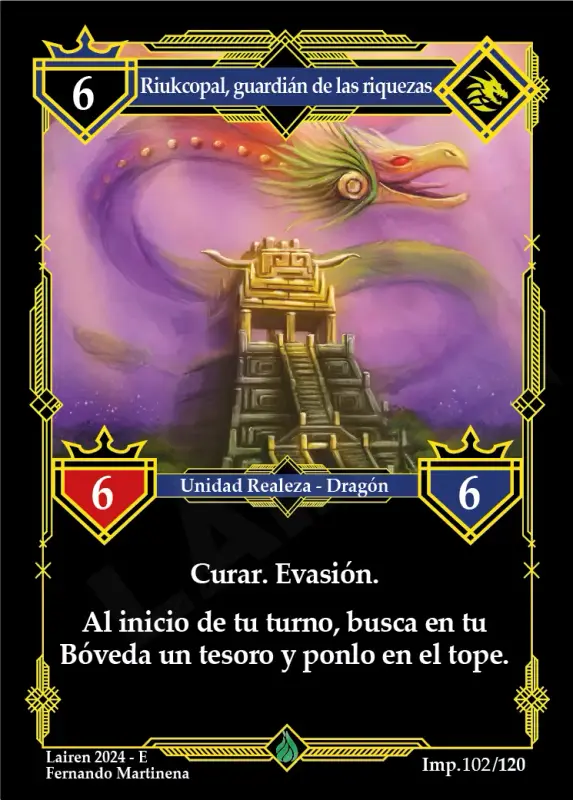 6
Riukcopal, guardián de las riquezas
6
Unidad Realeza - Dragón
6
Curar. Evasión.
Al inicio de tu turno, busca en tu
Bóveda un tesoro y ponlo en el tope.
Lairen 2024 - E
Fernando Martinena
Imp.102/120